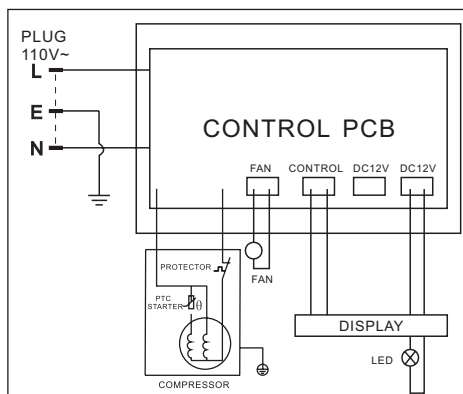 PLUG
110V~
L
E
N
CONTROL PCB
FAN CONTROL DC12V DC12V
PROTECTOR
FAN
PTC
STARTER
θ
DISPLAY
LED
COMPRESSOR